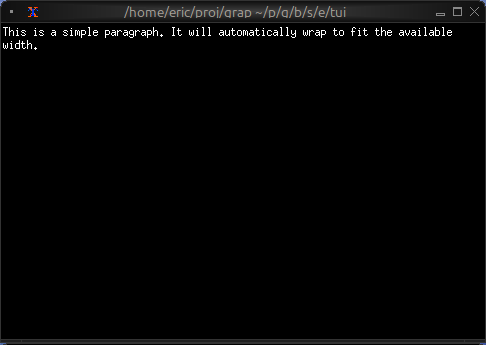 /home/eric/proj/grap ~/p/g/b/s/e/tui
This is a simple paragraph. It will automatically wrap to fit the available
width.